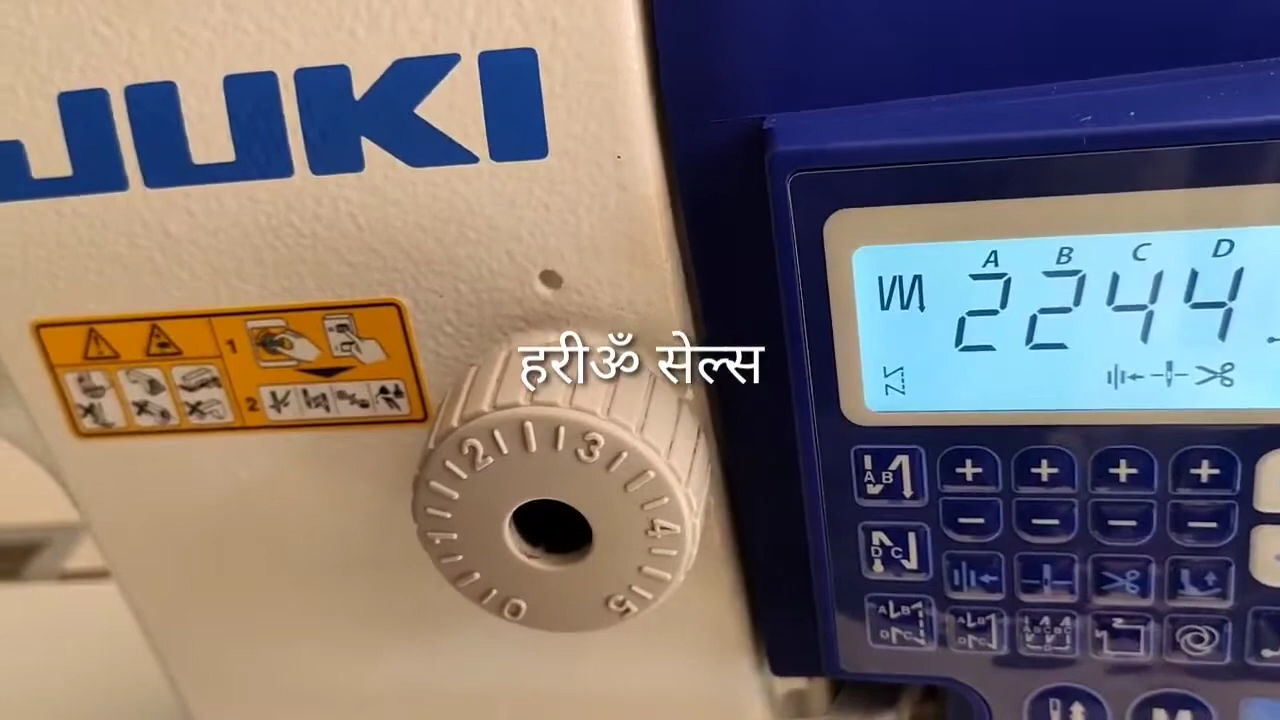 JUKI
A B C D
2244
1
2
हरीॐ सेल्स
0 1 2 3 4 5
A B
D C
A B
D C
A B
D C
A B C B C
D
+ + + +
- - - -